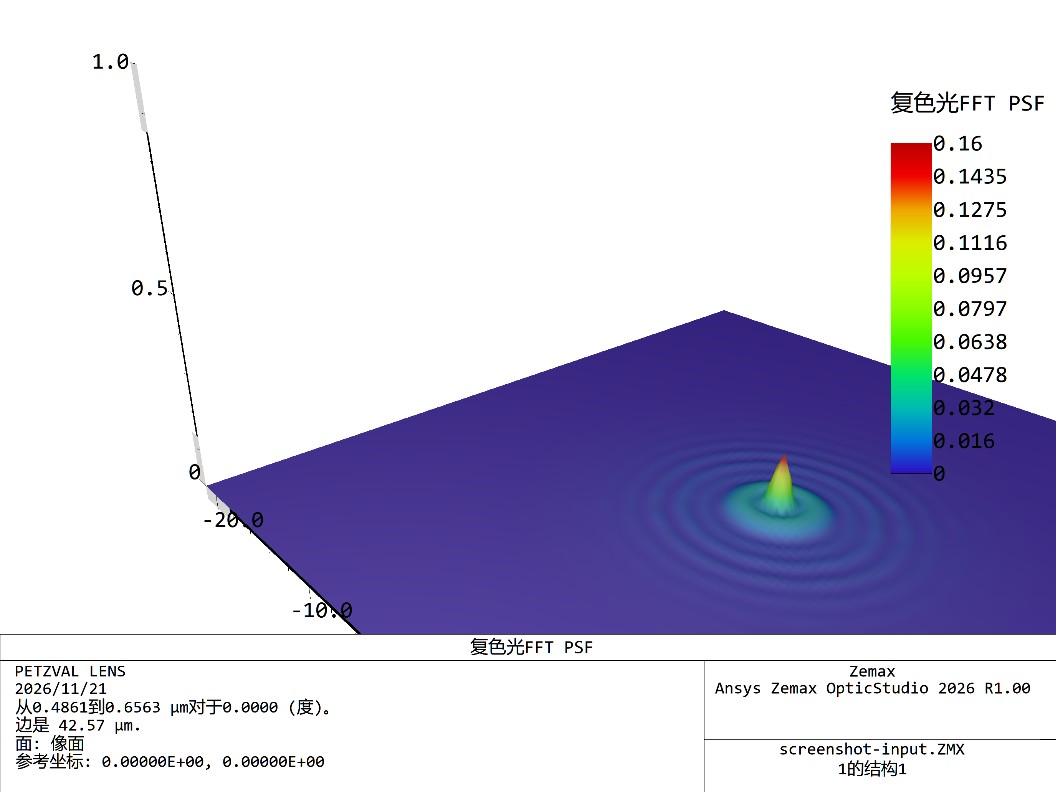 1.0
0.5
0
-20.0
-10.0
复色光FFT PSF
0.16
0.1435
0.1275
0.1116
0.0957
0.0797
0.0638
0.0478
0.032
0.016
0
复色光FFT PSF
PETZVAL LENS
2026/11/21
从0.4861到0.6563 µm对于0.0000 (度)。
边是 42.57 µm.
面: 像面
参考坐标: 0.00000E+00, 0.00000E+00
Zemax
Ansys Zemax OpticStudio 2026 R1.00
screenshot-input.ZMX
1的结构1